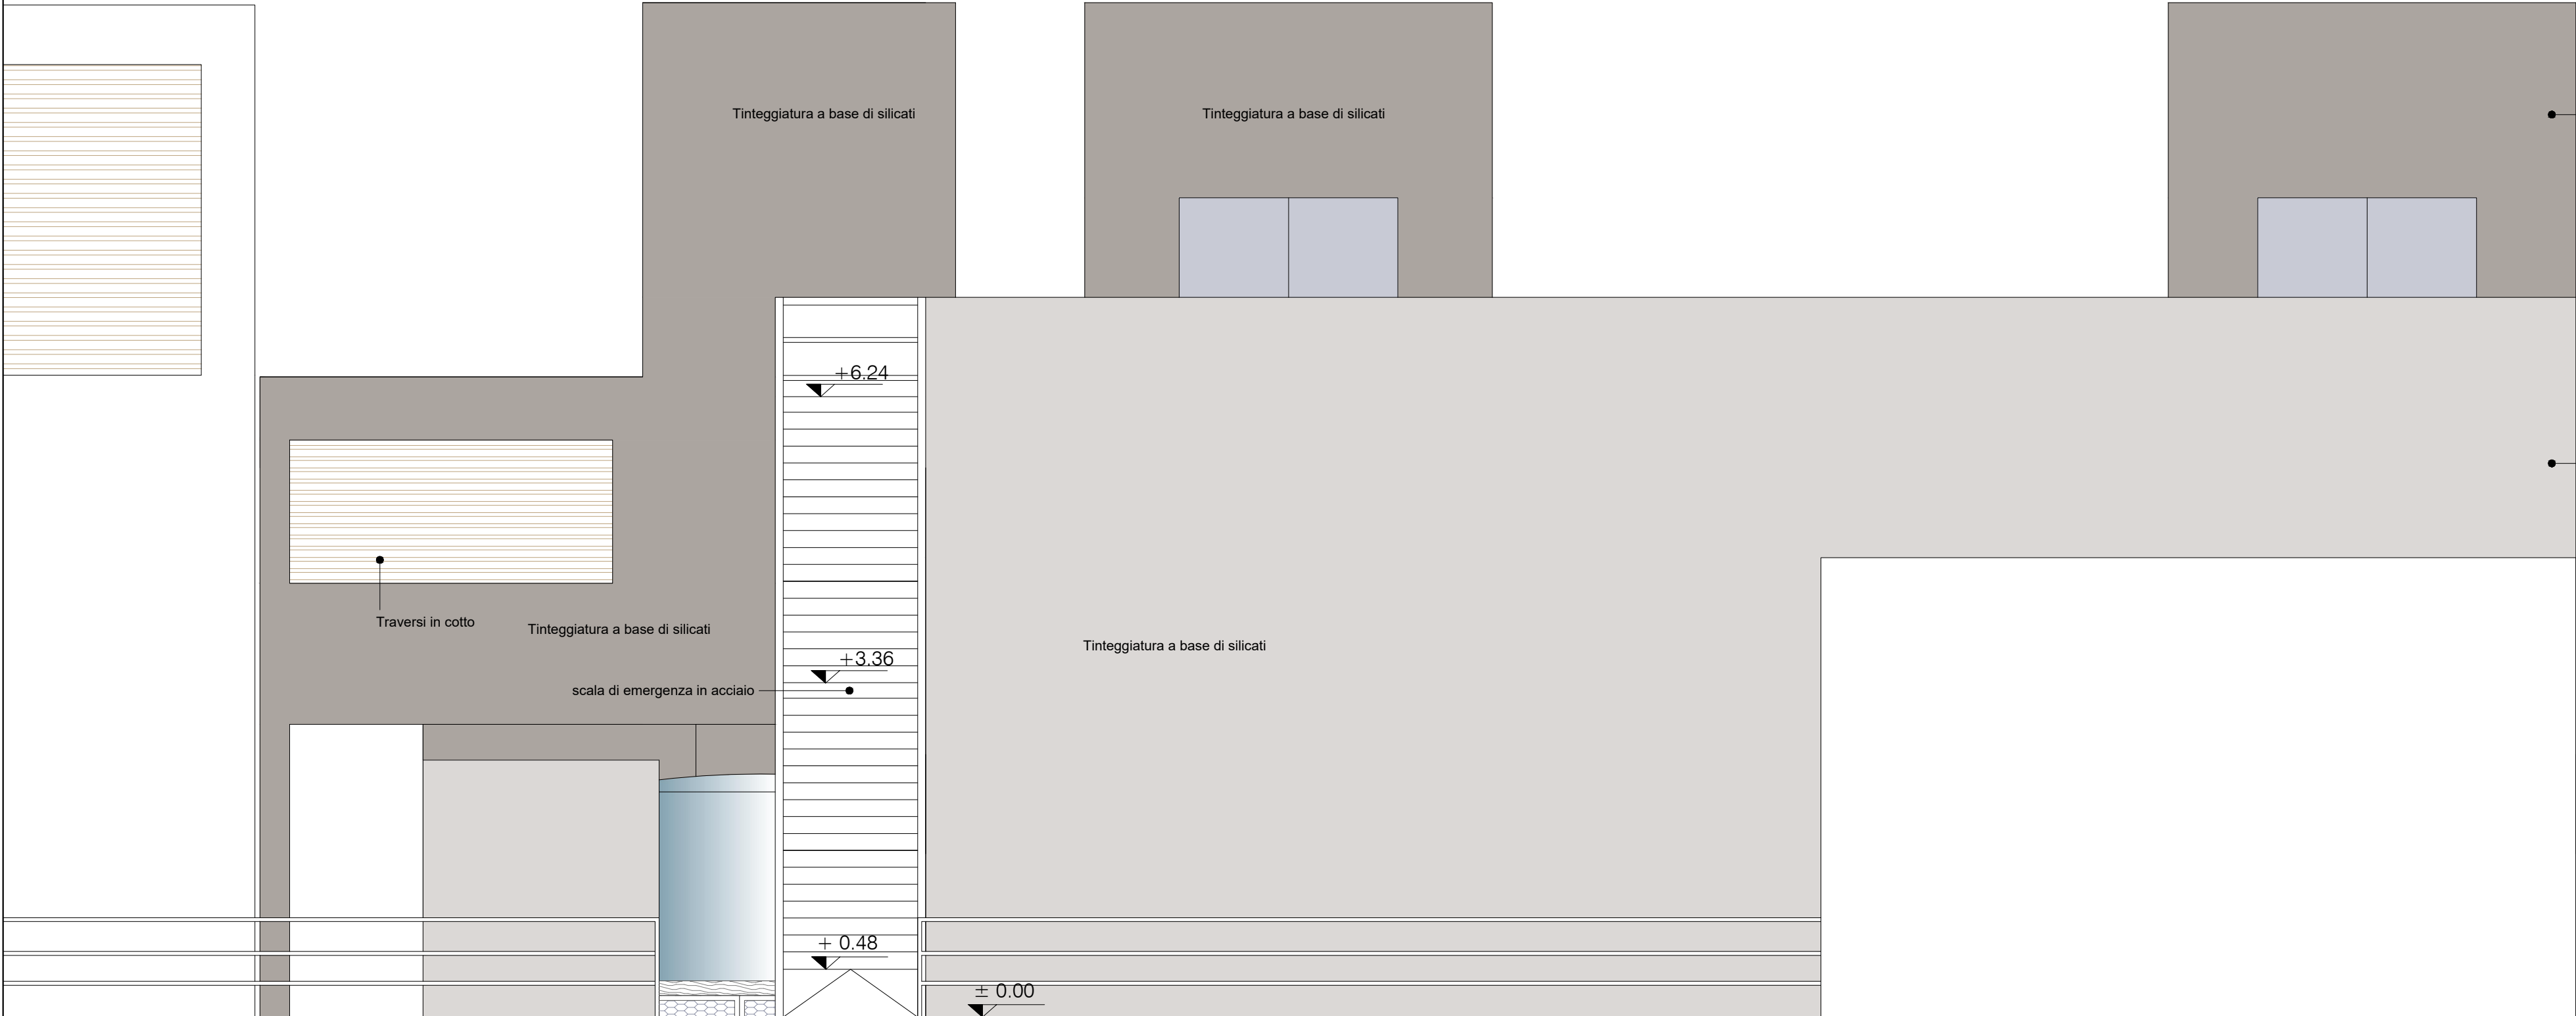 Tinteggiatura a base di silicati
Tinteggiatura a base di silicati
+6.24
Traversi in cotto
Tinteggiatura a base di silicati
Tinteggiatura a base di silicati
+3.36
scala di emergenza in acciaio
+ 0.48
± 0.00